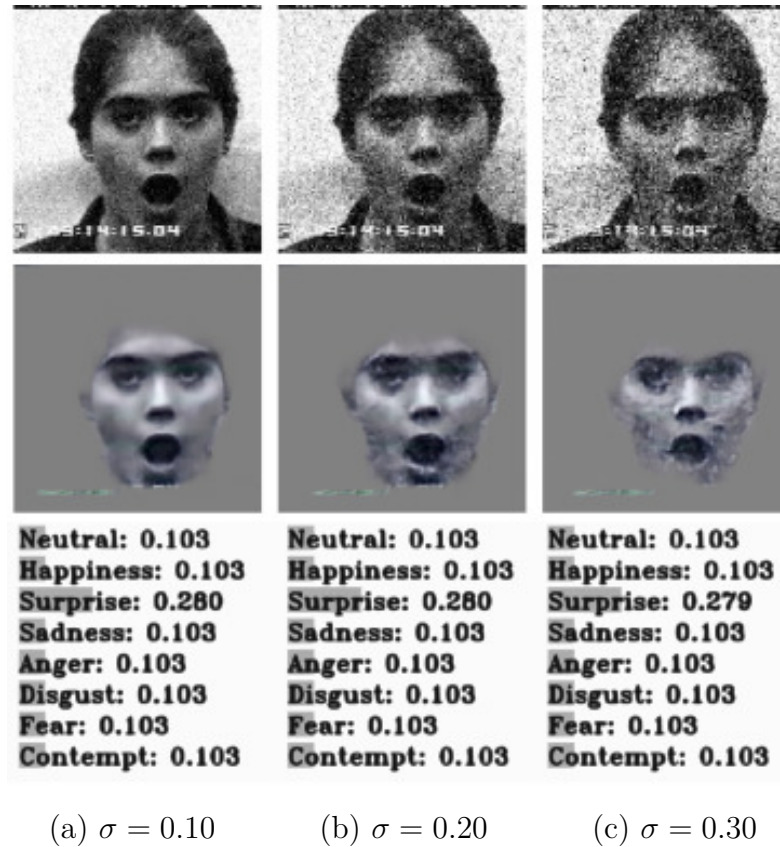 09:14:15:04
Neutral: 0.103
Happiness: 0.103
Surprise: 0.280
Sadness: 0.103
Anger: 0.103
Disgust: 0.103
Fear: 0.103
Contempt: 0.103
(a) σ = 0.10
Neutral: 0.103
Happiness: 0.103
Surprise: 0.280
Sadness: 0.103
Anger: 0.103
Disgust: 0.103
Fear: 0.103
Contempt: 0.103
(b) σ = 0.20
Neutral: 0.103
Happiness: 0.103
Surprise: 0.279
Sadness: 0.103
Anger: 0.103
Disgust: 0.103
Fear: 0.103
Contempt: 0.103
(c) σ = 0.30